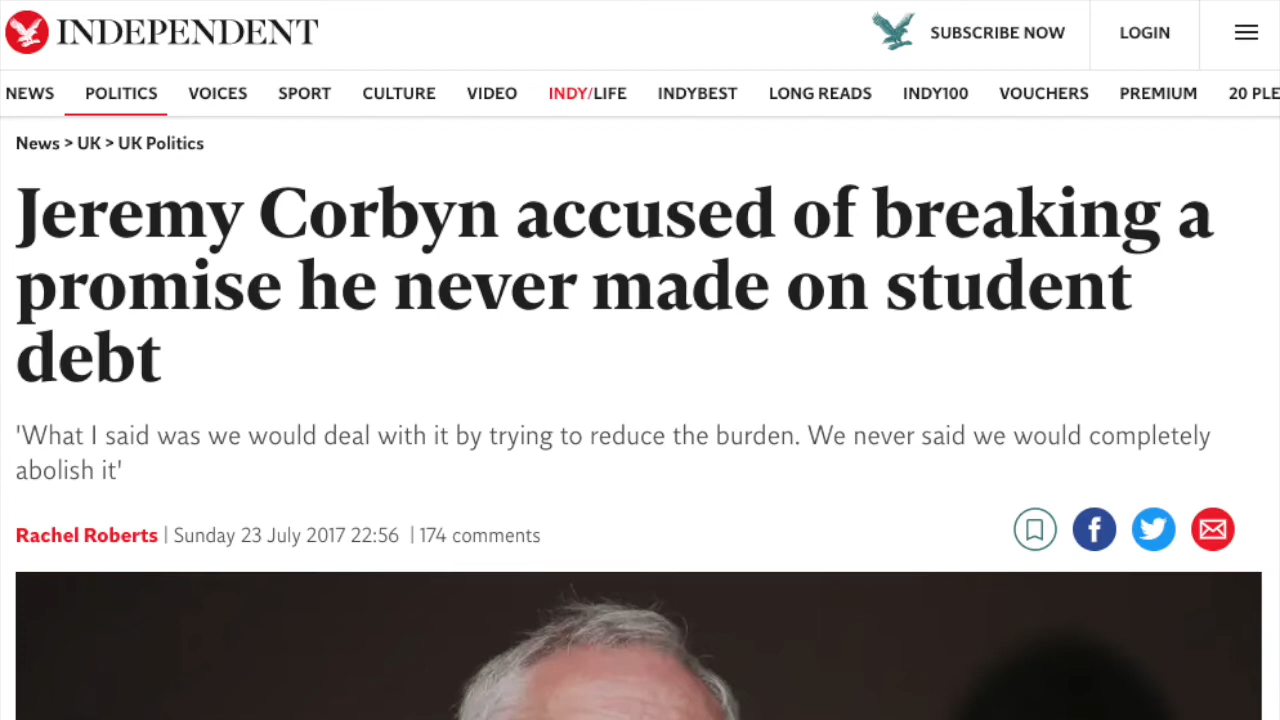 INDEPENDENT
SUBSCRIBE NOW
LOGIN
NEWS POLITICS VOICES SPORT CULTURE VIDEO INDY/LIFE INDYBEST LONG READS INDY100 VOUCHERS PREMIUM 20 PLE
News > UK > UK Politics
Jeremy Corbyn accused of breaking a
promise he never made on student
debt
'What I said was we would deal with it by trying to reduce the burden. We never said we would completely
abolish it'
Rachel Roberts | Sunday 23 July 2017 22:56 | 174 comments